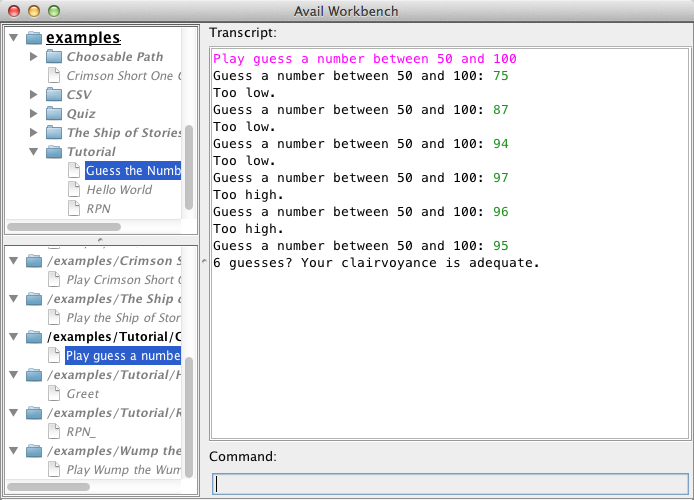 Avail Workbench
examples
Choosable Path
Crimson Short One
CSV
Quiz
The Ship of Stories
Tutorial
Guess the Numb
Hello World
RPN
/examples/Crimson S
Play Crimson Short
/examples/The Ship
Play the Ship of Stor
/examples/Tutorial/
Play guess a numbe
/examples/Tutorial/H
Greet
/examples/Tutorial/R
RPN_
/examples/Wump the
Play Wump the Wum
Transcript:
Play guess a number between 50 and 100
Guess a number between 50 and 100: 75
Too low.
Guess a number between 50 and 100: 87
Too low.
Guess a number between 50 and 100: 94
Too low.
Guess a number between 50 and 100: 97
Too high.
Guess a number between 50 and 100: 96
Too high.
Guess a number between 50 and 100: 95
6 guesses? Your clairvoyance is adequate.
Command: